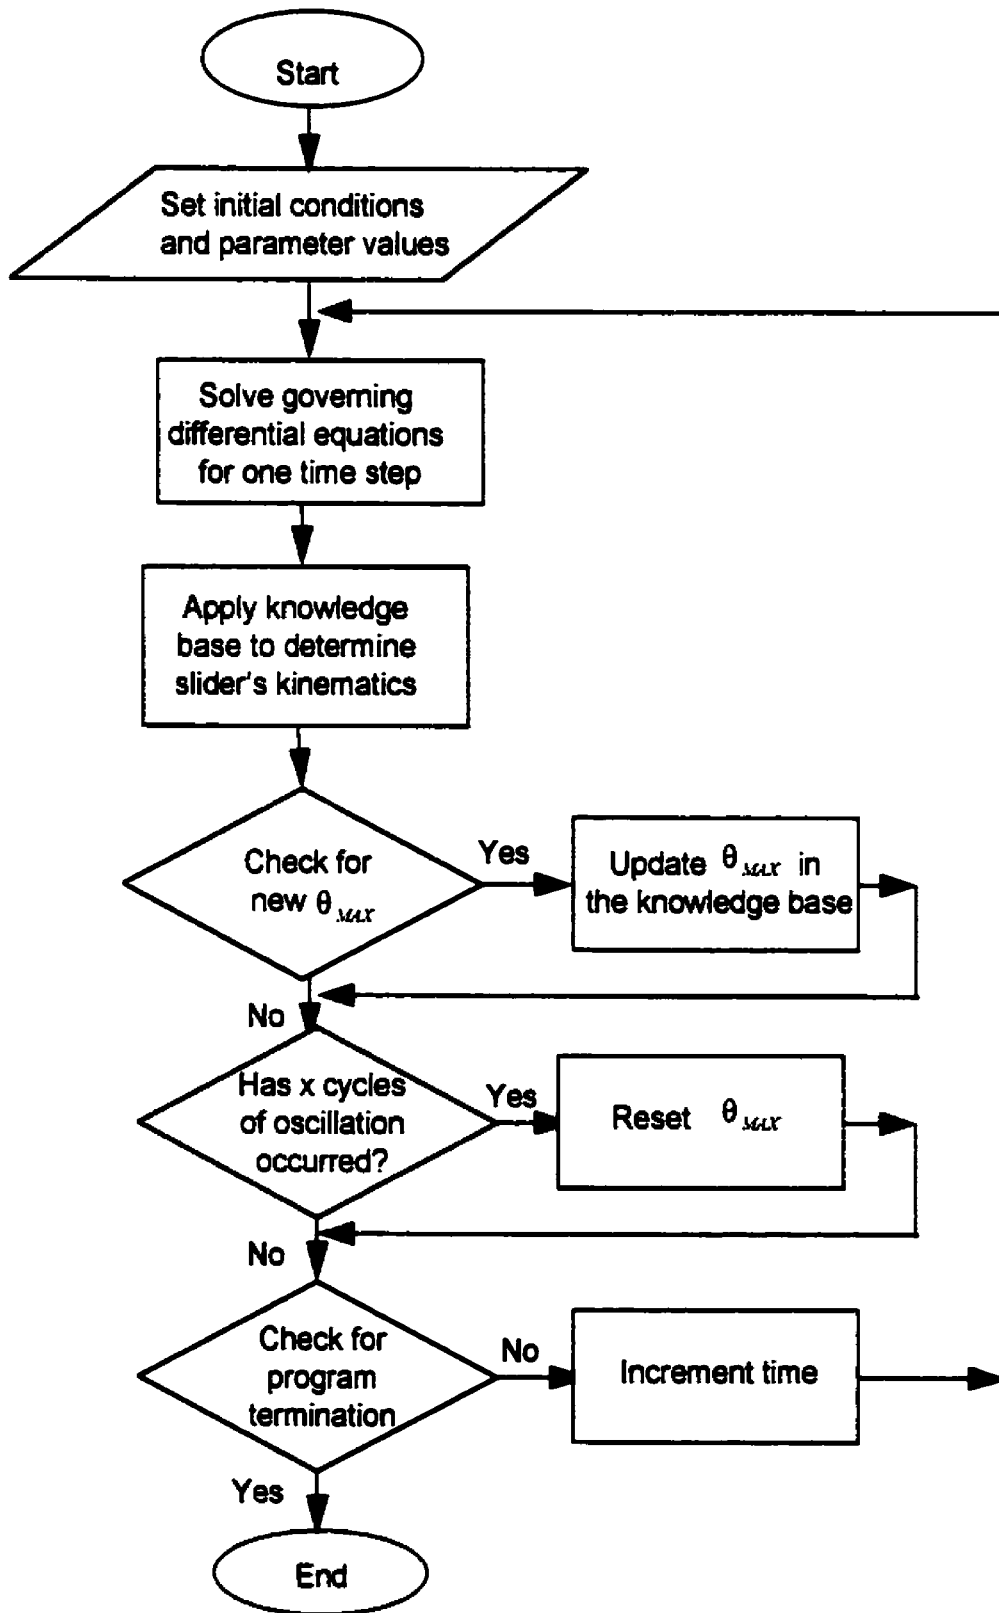 Start
Set initial conditions
and parameter values
Solve governing
differential equations
for one time step
Apply knowledge
base to determine
slider's kinematics
Check for
new θMAX
Yes
Update θMAX in
the knowledge base
No
Has x cycles
of oscillation
occurred?
Yes
Reset θMAX
No
Check for
program
termination
No
Increment time
Yes
End